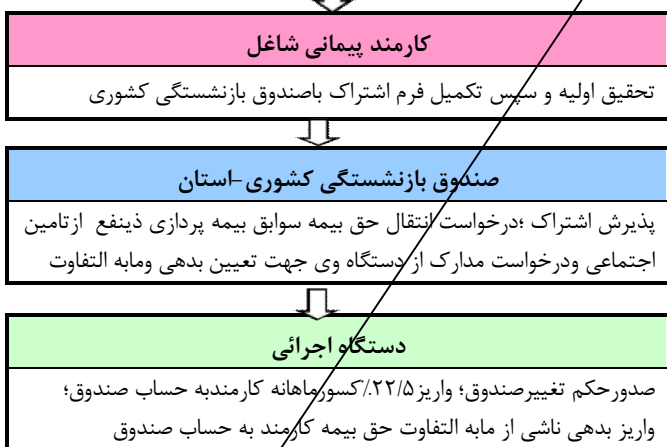 کارمند پیمانی شاغل
تحقیق اولیه و سپس تکمیل فرم اشتراک باصندوق بازنشستگی کشوری
صندوق بازنشستگی کشوری-استان
پذیرش اشتراک ؛درخواست انتقال حق بیمه سوابق بیمه پردازی ذینفع ازتامین
اجتماعی ودرخواست مدارک از دستگاه وی جهت تعیین بدهی ومابه التفاوت
دستگاه اجرائی
صدورحکم تغییرصندوق؛ واریز ۲۲/۵٪کسورماهانه کارمندبه حساب صندوق؛
واریز بدهی ناشی از مابه التفاوت حق بیمه کارمند به حساب صندوق